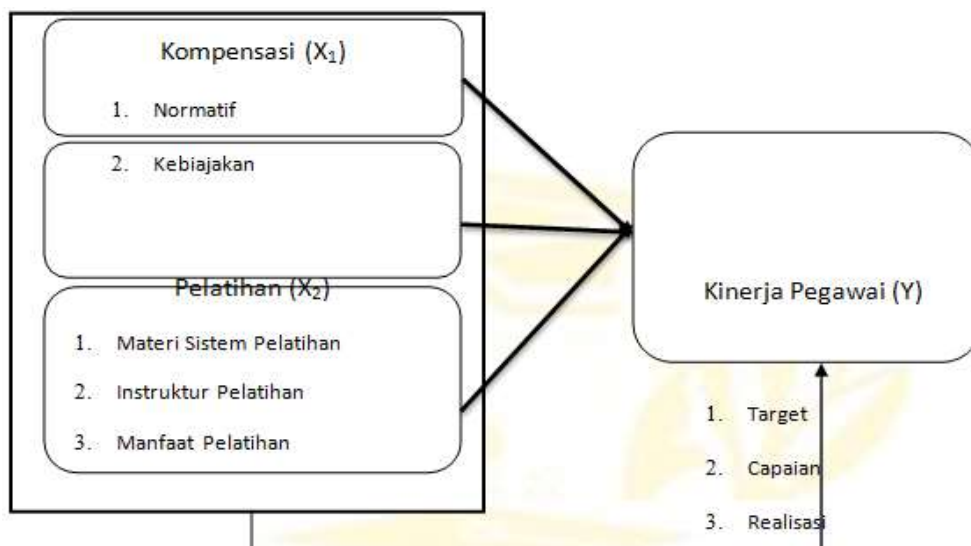 Kompensasi (X₁)
1. Normatif
2. Kebiajakan
Pelatihan (X₂)
1. Materi Sistem Pelatihan
2. Instruktur Pelatihan
3. Manfaat Pelatihan
Kinerja Pegawai (Y)
1. Target
2. Capaian
3. Realisasi